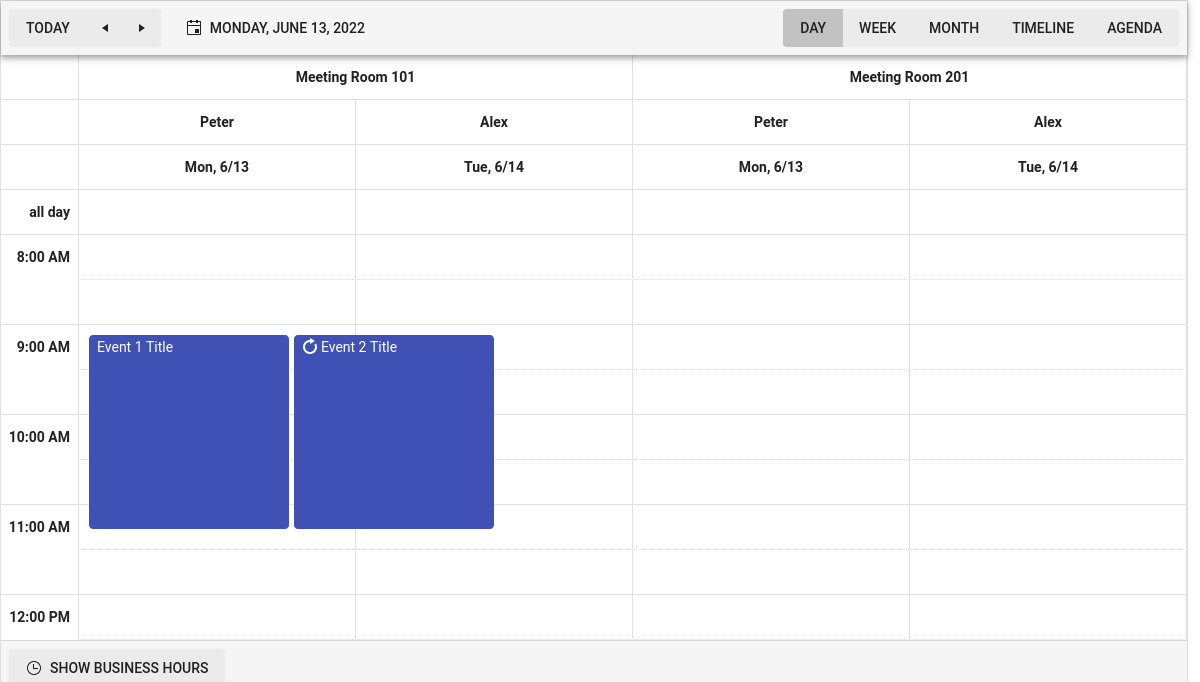 TODAY MONDAY, JUNE 13, 2022 DAY WEEK MONTH TIMELINE AGENDA
Meeting Room 101 Meeting Room 201
Peter Alex Peter Alex
Mon, 6/13 Tue, 6/14 Mon, 6/13 Tue, 6/14
all day
8:00 AM
9:00 AM Event 1 Title Event 2 Title
10:00 AM
11:00 AM
12:00 PM
SHOW BUSINESS HOURS